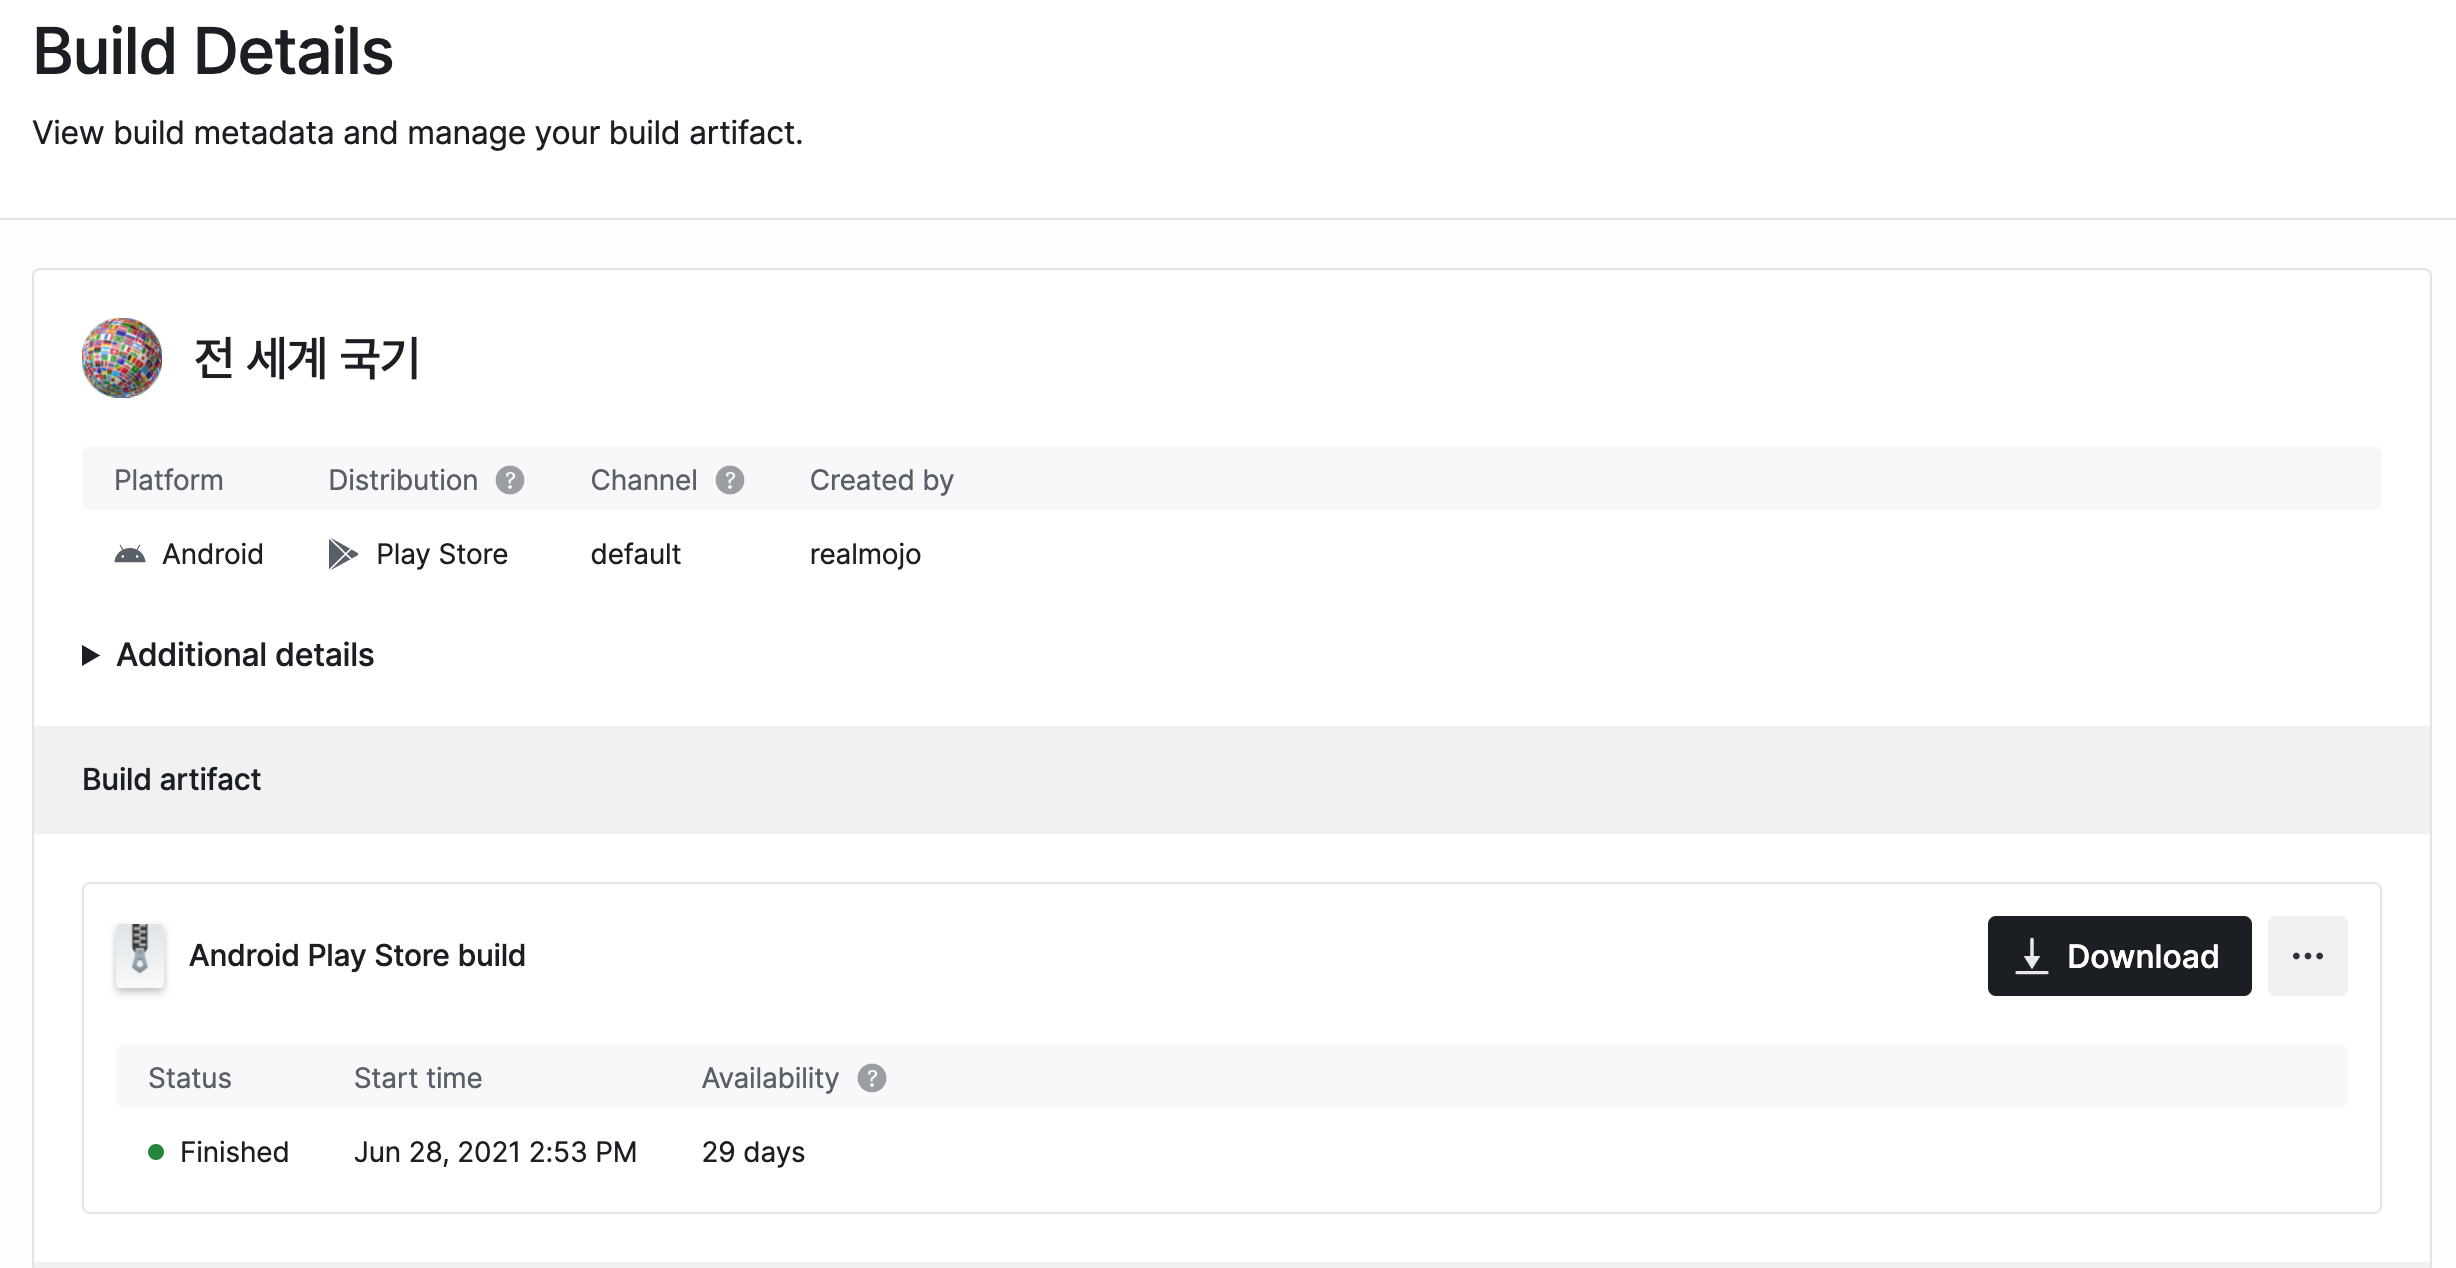 Build Details
View build metadata and manage your build artifact.
전 세계 국기
Platform Distribution ? Channel ? Created by
Android Play Store default realmojo
Additional details
Build artifact
Android Play Store build Download
Status Start time Availability ?
Finished Jun 28, 2021 2:53 PM 29 days